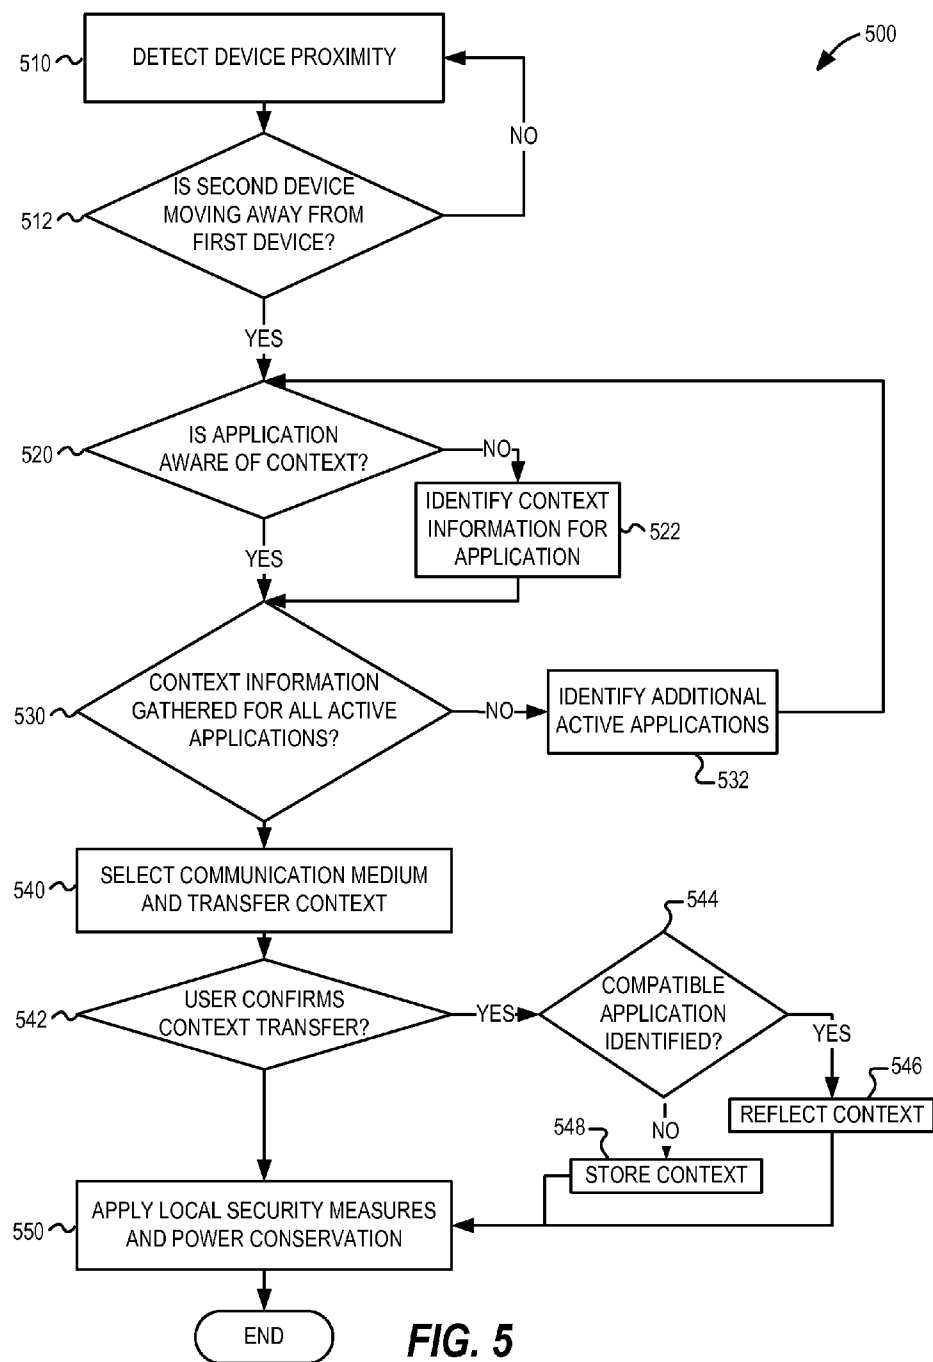 500
510
DETECT DEVICE PROXIMITY
NO
512
IS SECOND DEVICE
MOVING AWAY FROM
FIRST DEVICE?
YES
520
IS APPLICATION
AWARE OF CONTEXT?
NO
IDENTIFY CONTEXT
INFORMATION FOR
APPLICATION
522
YES
530
CONTEXT INFORMATION
GATHERED FOR ALL ACTIVE
APPLICATIONS?
NO
IDENTIFY ADDITIONAL
ACTIVE APPLICATIONS
532
540
SELECT COMMUNICATION MEDIUM
AND TRANSFER CONTEXT
542
USER CONFIRMS
CONTEXT TRANSFER?
YES
544
COMPATIBLE
APPLICATION
IDENTIFIED?
YES
546
REFLECT CONTEXT
NO
548
STORE CONTEXT
550
APPLY LOCAL SECURITY MEASURES
AND POWER CONSERVATION
END
FIG. 5